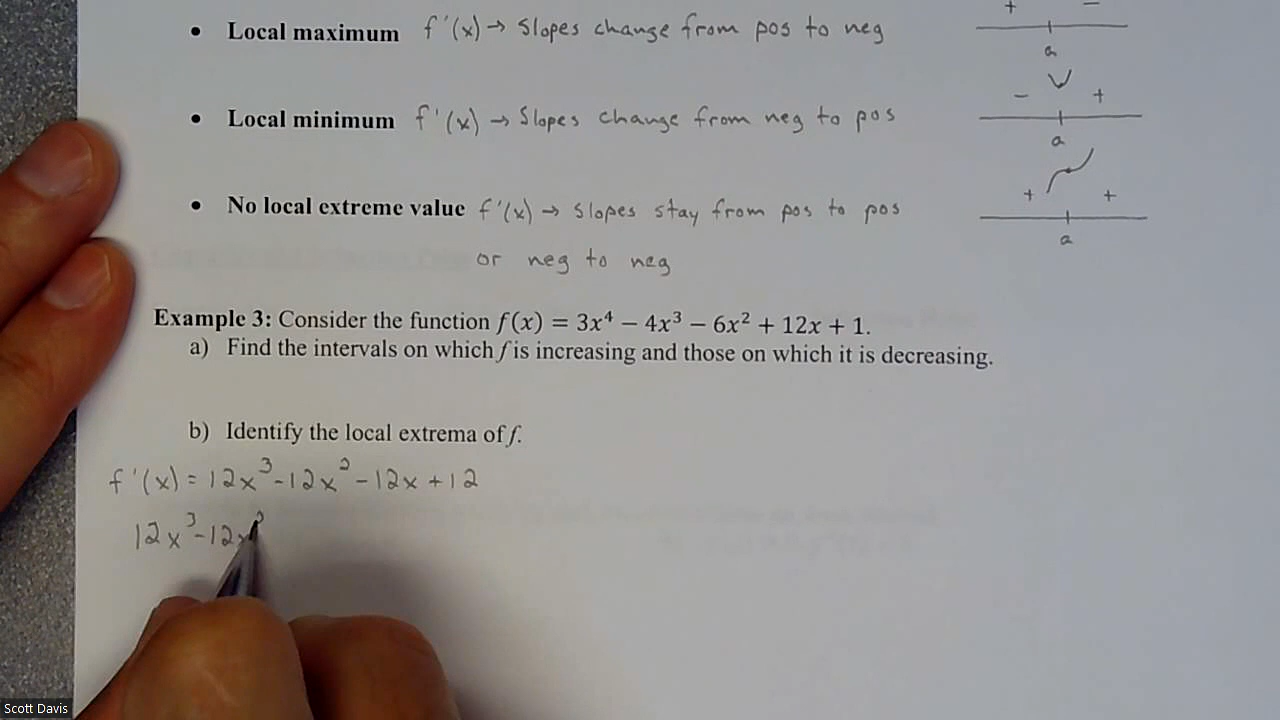 • Local maximum f'(x) → Slopes change from pos to neg
+ −
a
• Local minimum f'(x) → Slopes change from neg to pos
− +
a
• No local extreme value f'(x) → slopes stay from pos to pos
+ +
a
or neg to neg
Example 3: Consider the function f(x) = 3x⁴ − 4x³ − 6x² + 12x + 1.
a) Find the intervals on which f is increasing and those on which it is decreasing.
b) Identify the local extrema of f.
f'(x) = 12x³ - 12x² - 12x + 12
12x³ - 12x²
Scott Davis